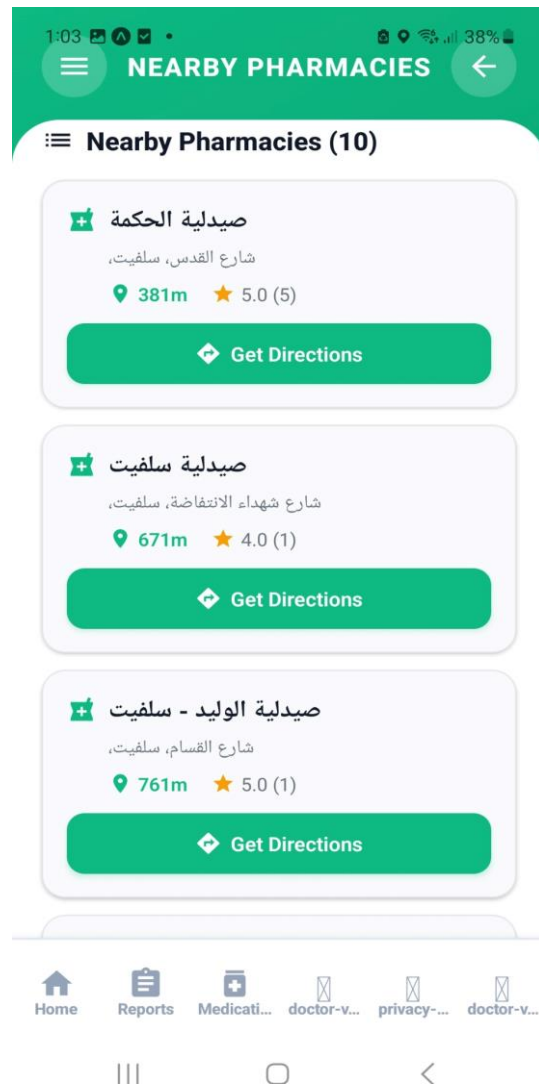 1:03
38%
NEARBY PHARMACIES
Nearby Pharmacies (10)
صيدلية الحكمة
شارع القدس، سلفيت،
381m 5.0 (5)
Get Directions
صيدلية سلفيت
شارع شهداء الانتفاضة، سلفيت،
671m 4.0 (1)
Get Directions
صيدلية الوليد - سلفيت
شارع القسام، سلفيت،
761m 5.0 (1)
Get Directions
Home Reports Medicati... doctor-v... privacy-... doctor-v...